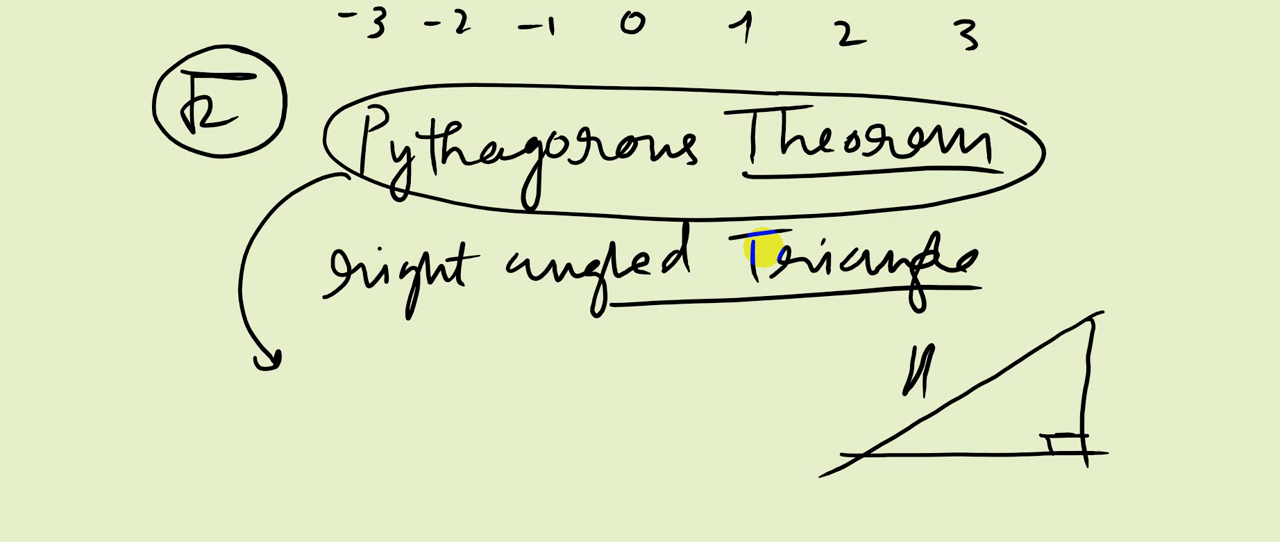 -3 -2 -1 0 1 2 3
√2
Pythagorous Theorem
right angled Triangle
H